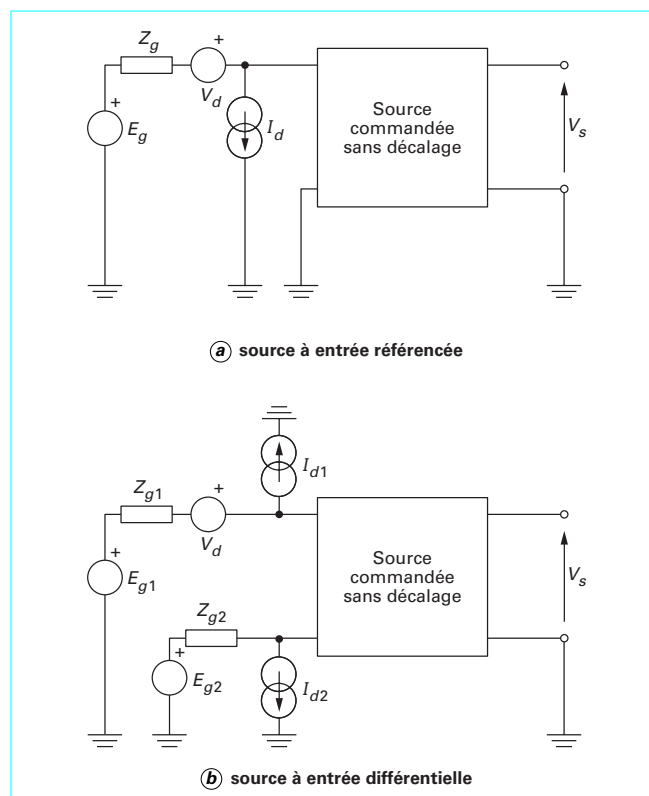 Z_g
+
V_d
+
E_g
I_d
Source
commandée
sans décalage
V_s
ⓐ source à entrée référencée
I_d1
Z_g1
+
V_d
+
E_g1
Source
commandée
sans décalage
V_s
Z_g2
+
E_g2
I_d2
ⓑ source à entrée différentielle